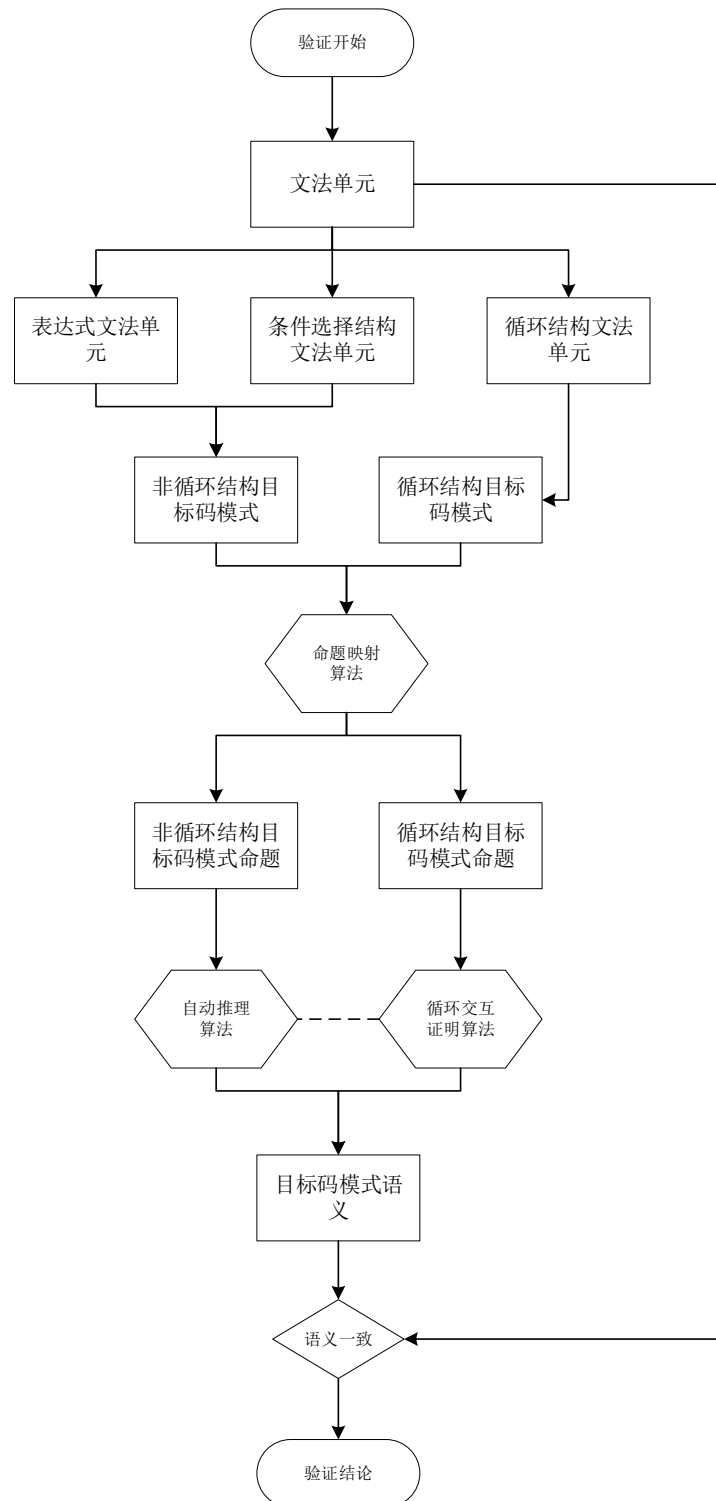 验证开始
文法单元
表达式文法单
元
条件选择结构
文法单元
循环结构文法
单元
非循环结构目
标码模式
循环结构目标
码模式
命题映射
算法
非循环结构目
标码模式命题
循环结构目标
码模式命题
自动推理
算法
循环交互
证明算法
目标码模式语
义
语义一致
验证结论